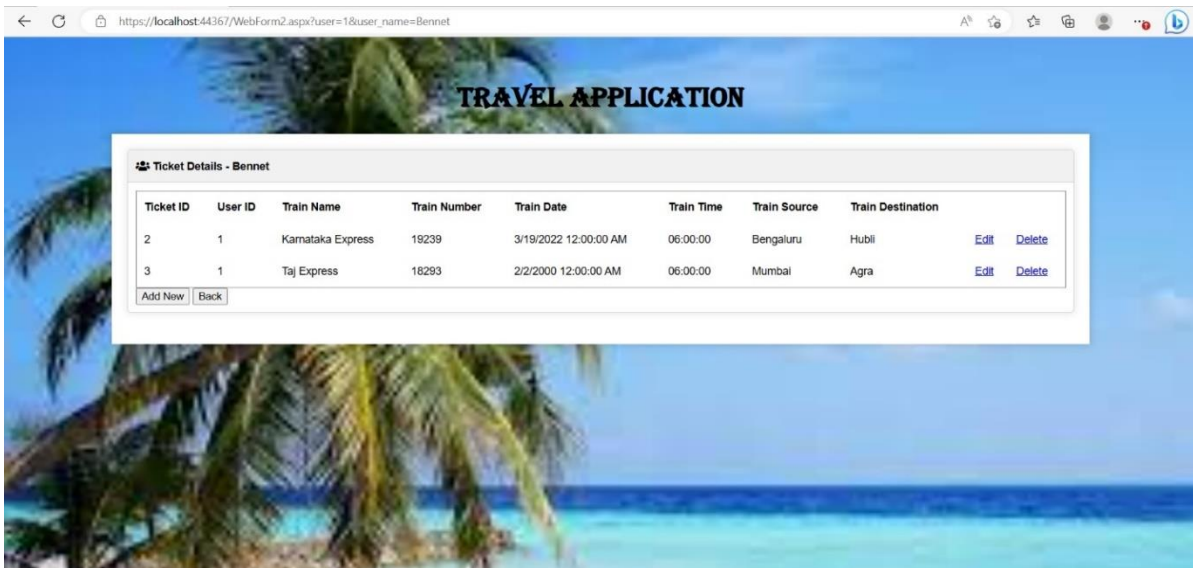 https://localhost:44367/WebForm2.aspx?user=1&user_name=Bennet
TRAVEL APPLICATION
Ticket Details - Bennet
Ticket ID User ID Train Name Train Number Train Date Train Time Train Source Train Destination
2 1 Karnataka Express 19239 3/19/2022 12:00:00 AM 06:00:00 Bengaluru Hubli Edit Delete
3 1 Taj Express 18293 2/2/2000 12:00:00 AM 06:00:00 Mumbai Agra Edit Delete
Add New Back